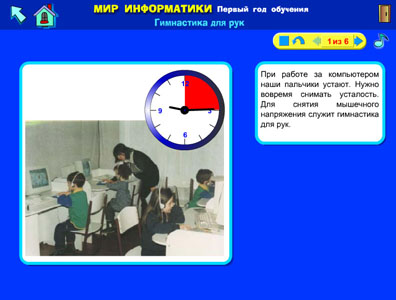 МИР ИНФОРМАТИКИ Первый год обучения
Гимнастика для рук
1 из 6
12
9
3
6
При работе за компьютером
наши пальчики устают. Нужно
вовремя снимать усталость.
Для снятия мышечного
напряжения служит гимнастика
для рук.